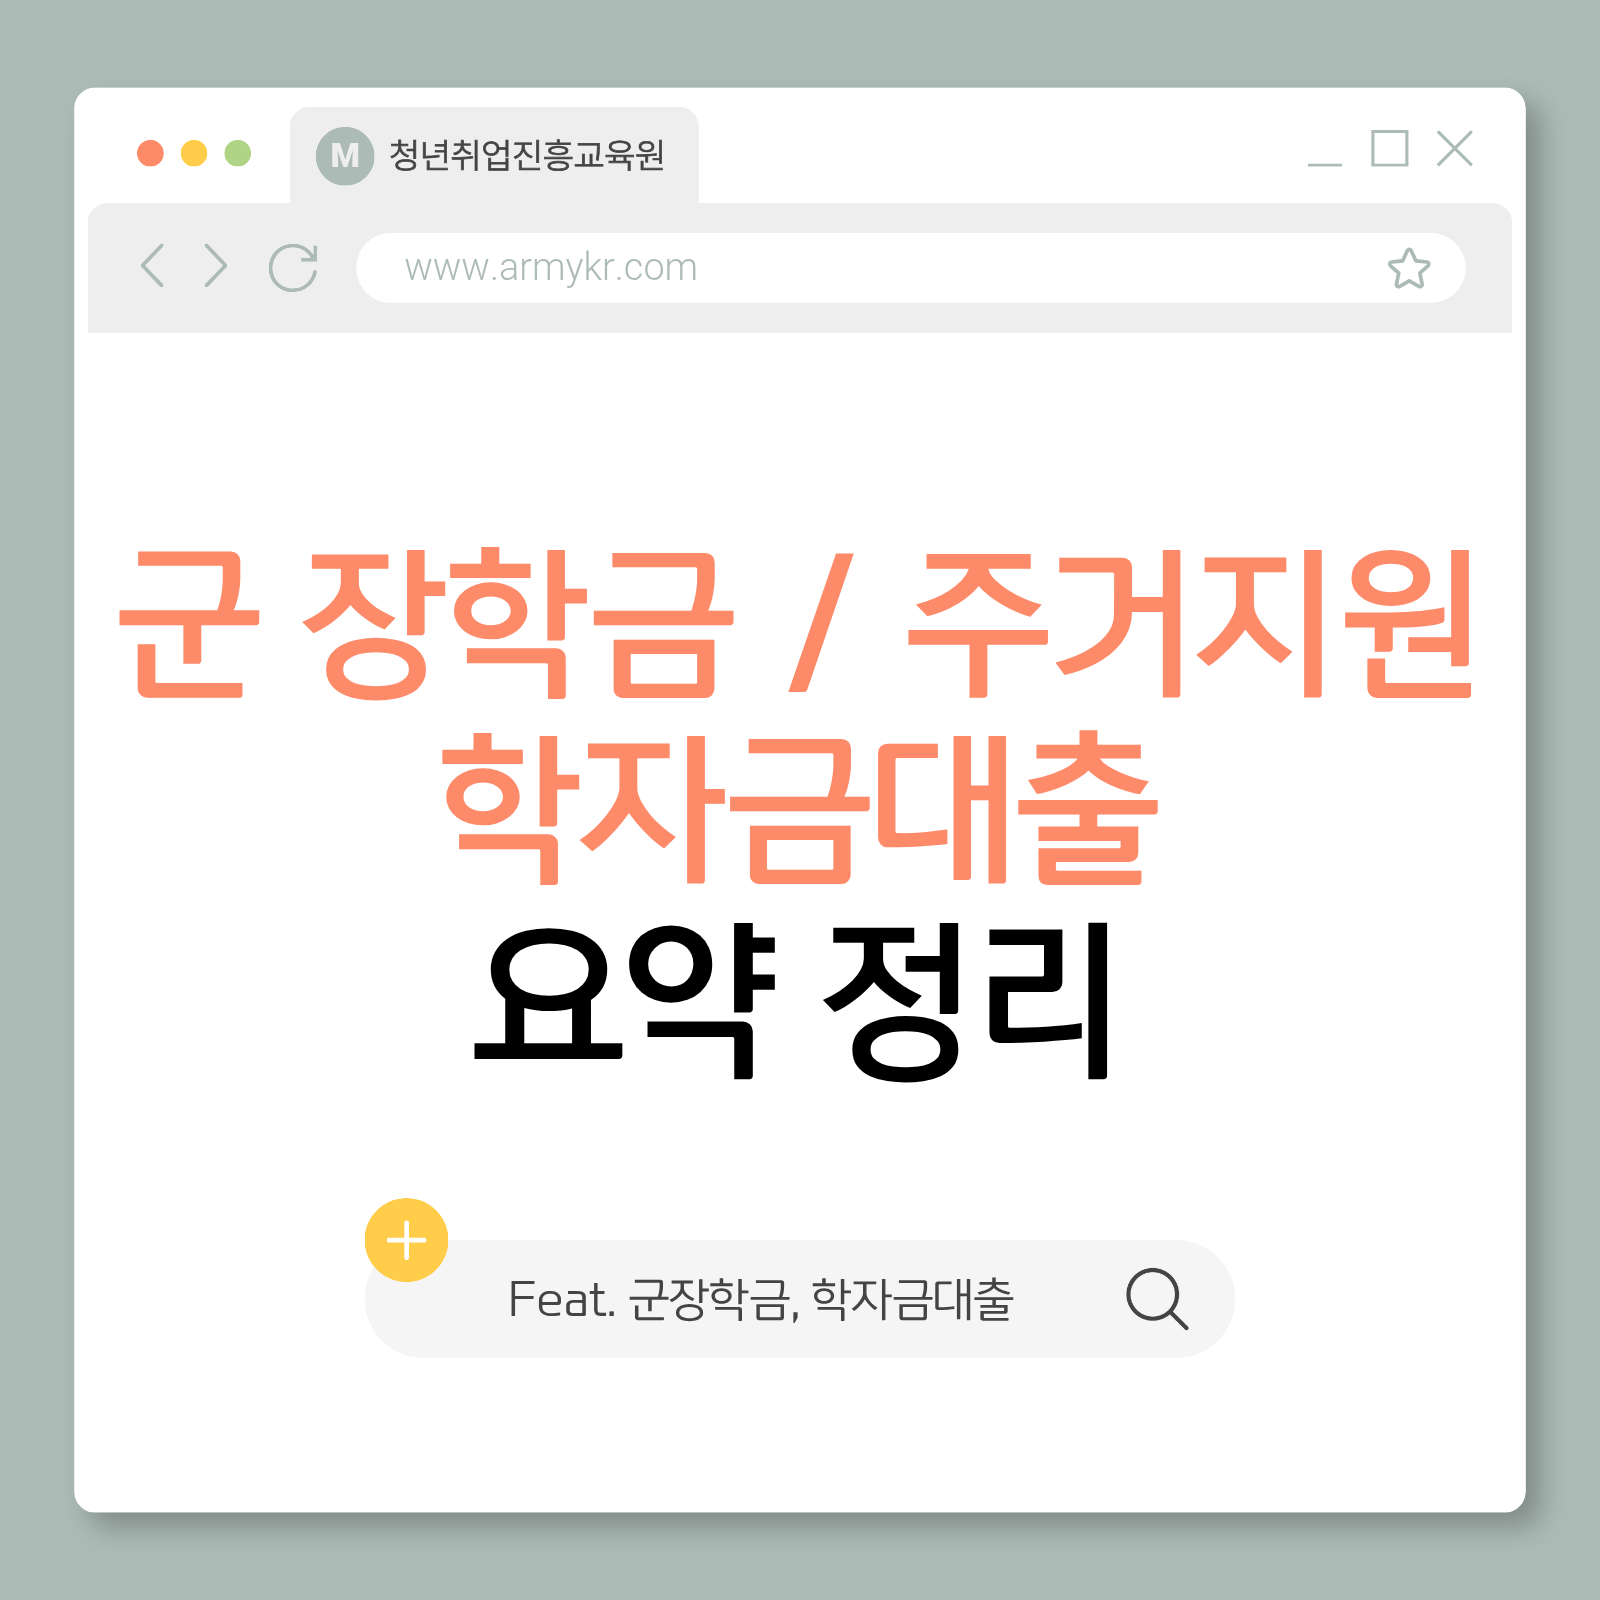 M 청년취업진흥교육원
www.armykr.com
군 장학금 / 주거지원
학자금대출
요약 정리
Feat. 군장학금, 학자금대출